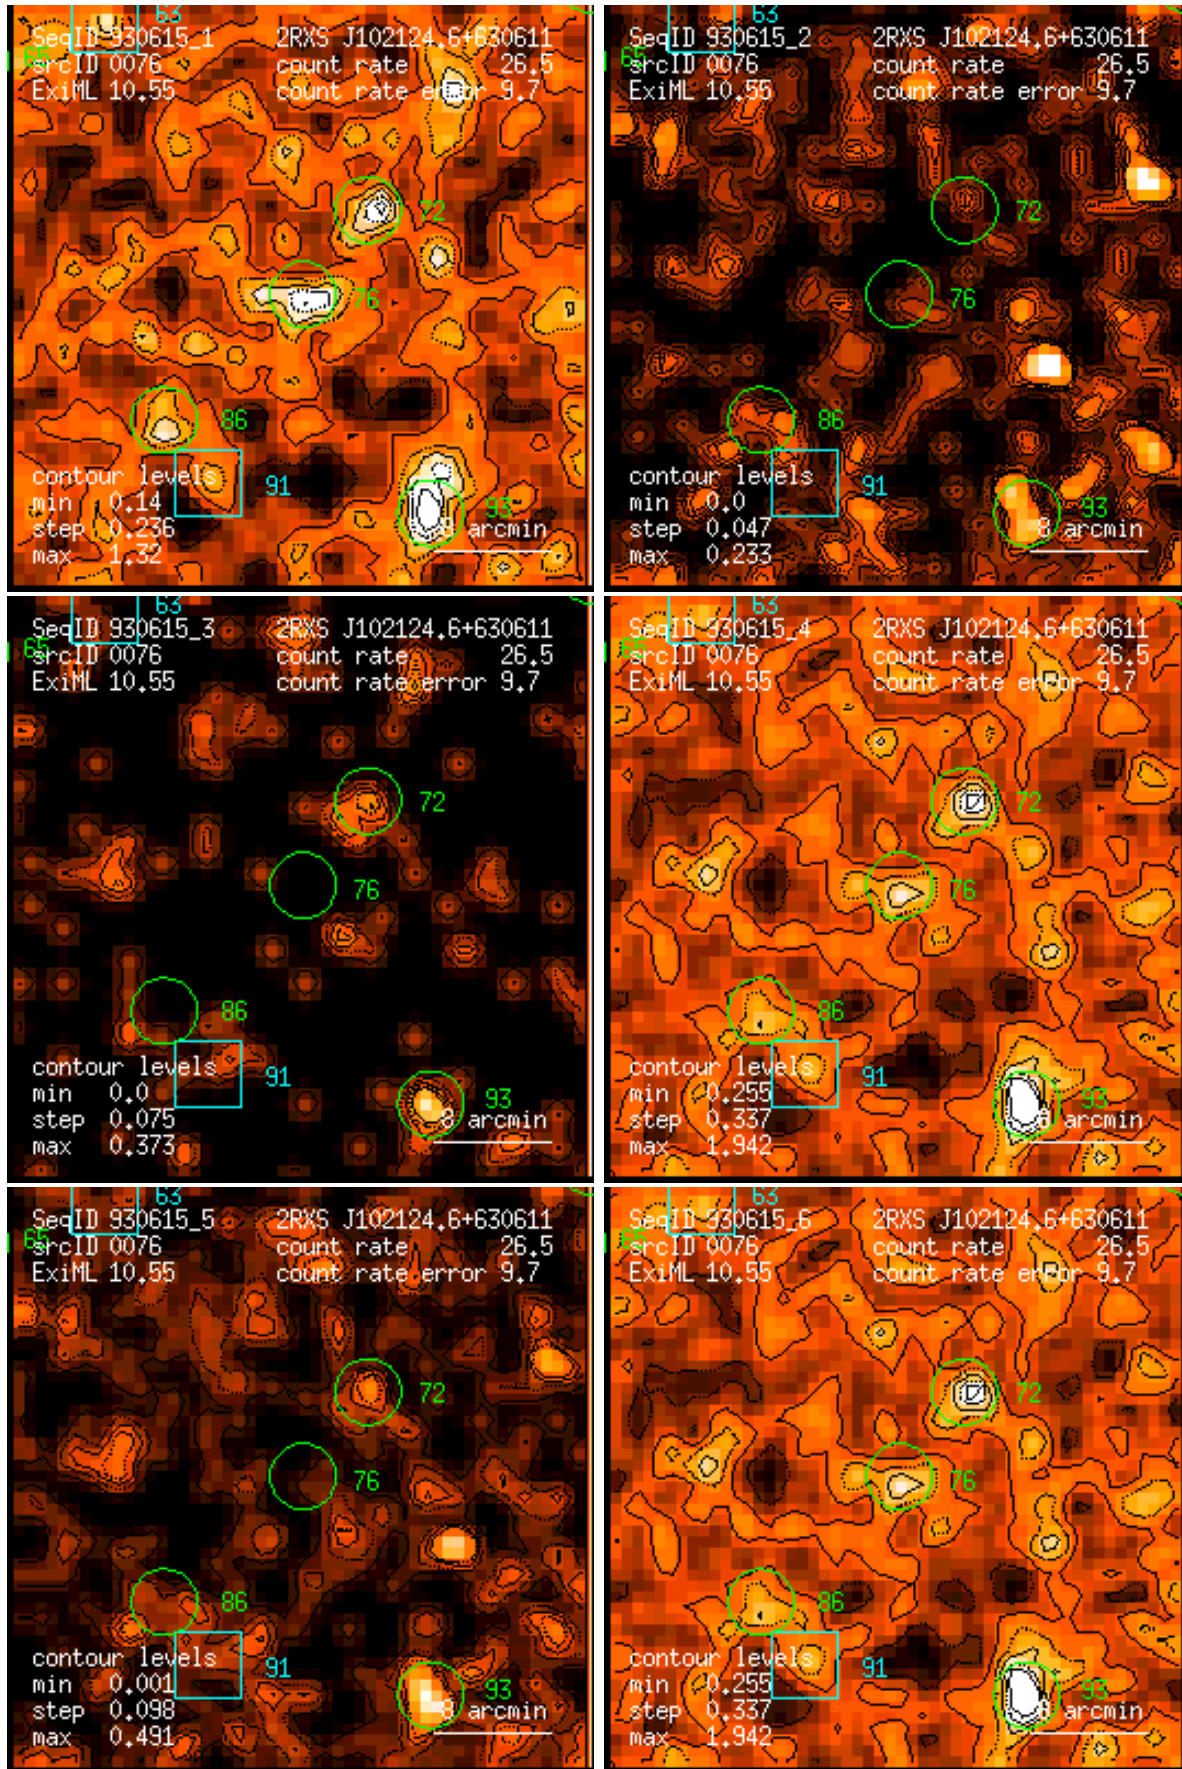 63
SeqID 930615_1 2RXS J102124.6+630611
65
srcID 0076 count rate 26.5
ExiML 10.55 count rate error 9.7
72
76
86
contour levels
91
min 0.14
93
step 0.236
8 arcmin
max 1.32
63
SeqID 930615_2 2RXS J102124.6+630611
65
srcID 0076 count rate 26.5
ExiML 10.55 count rate error 9.7
72
76
86
contour levels
91
min 0.0
93
step 0.047
8 arcmin
max 0.233
63
SeqID 930615_3 2RXS J102124.6+630611
65
srcID 0076 count rate 26.5
ExiML 10.55 count rate error 9.7
72
76
86
contour levels
91
min 0.0
93
step 0.075
8 arcmin
max 0.373
63
SeqID 930615_4 2RXS J102124.6+630611
65
srcID 0076 count rate 26.5
ExiML 10.55 count rate error 9.7
72
76
86
contour levels
91
min 0.255
93
step 0.337
8 arcmin
max 1.942
63
SeqID 930615_5 2RXS J102124.6+630611
65
srcID 0076 count rate 26.5
ExiML 10.55 count rate error 9.7
72
76
86
contour levels
91
min 0.001
93
step 0.098
8 arcmin
max 0.491
63
SeqID 930615_6 2RXS J102124.6+630611
65
srcID 0076 count rate 26.5
ExiML 10.55 count rate error 9.7
72
76
86
contour levels
91
min 0.255
93
step 0.337
8 arcmin
max 1.942